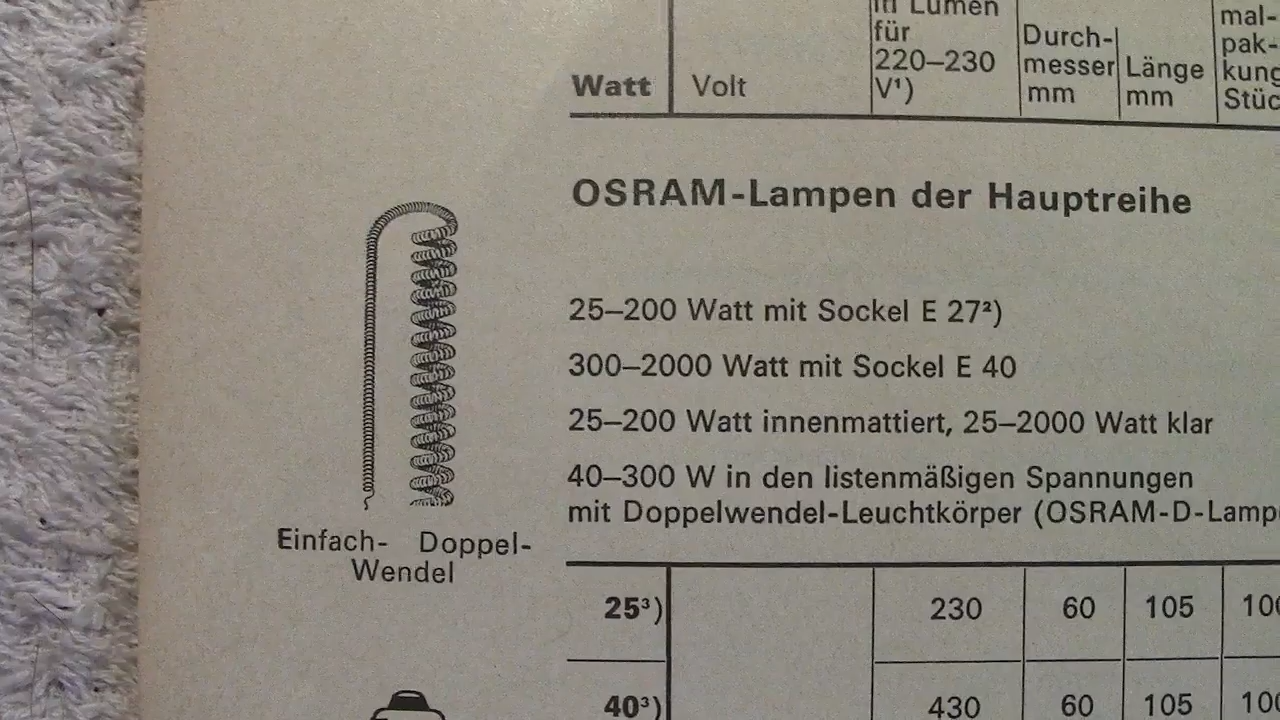 in Lumen
für
220–230
V¹)
Durch-
messer
mm
Länge
mm
mal-
pak-
Watt
Volt
OSRAM-Lampen der Hauptreihe
25–200 Watt mit Sockel E 27²)
300–2000 Watt mit Sockel E 40
25–200 Watt innenmattiert, 25–2000 Watt klar
40–300 W in den listenmäßigen Spannungen
mit Doppelwendel-Leuchtkörper (OSRAM-D-Lamp
Einfach- Doppel-
Wendel
25³) 230 60 105
40³) 430 60 105